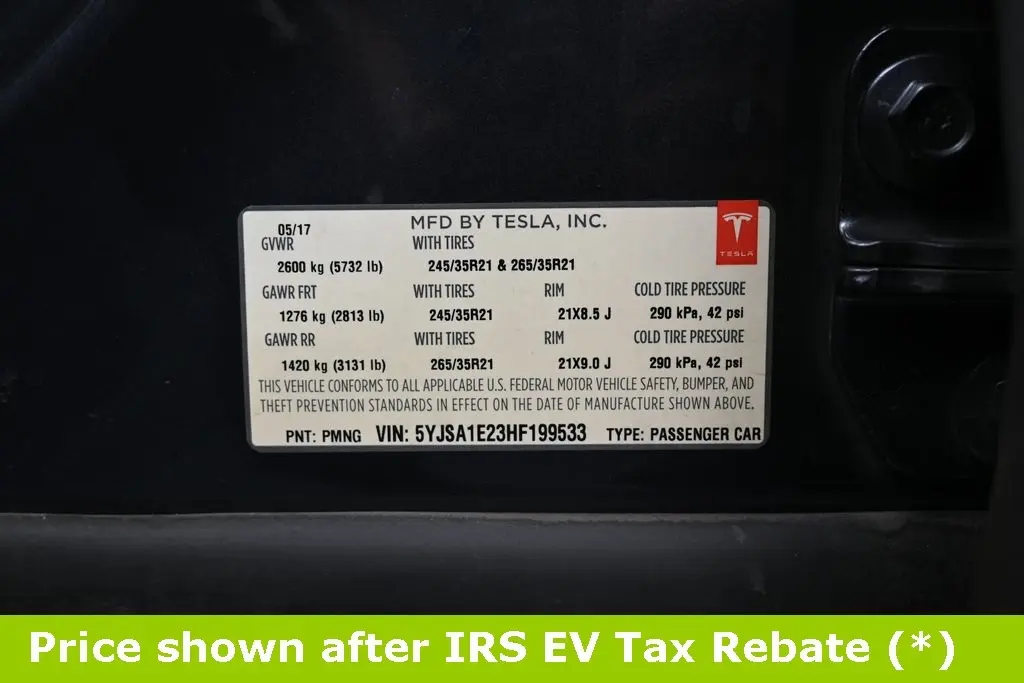 05/17 MFD BY TESLA, INC.
GVWR WITH TIRES
TESLA
2600 kg (5732 lb) 245/35R21 & 265/35R21
GAWR FRT WITH TIRES RIM COLD TIRE PRESSURE
1276 kg (2813 lb) 245/35R21 21X8.5 J 290 kPa, 42 psi
GAWR RR WITH TIRES RIM COLD TIRE PRESSURE
1420 kg (3131 lb) 265/35R21 21X9.0 J 290 kPa, 42 psi
THIS VEHICLE CONFORMS TO ALL APPLICABLE U.S. FEDERAL MOTOR VEHICLE SAFETY, BUMPER, AND
THEFT PREVENTION STANDARDS IN EFFECT ON THE DATE OF MANUFACTURE SHOWN ABOVE.
PNT: PMNG VIN: 5YJSA1E23HF199533 TYPE: PASSENGER CAR
Price shown after IRS EV Tax Rebate (*)